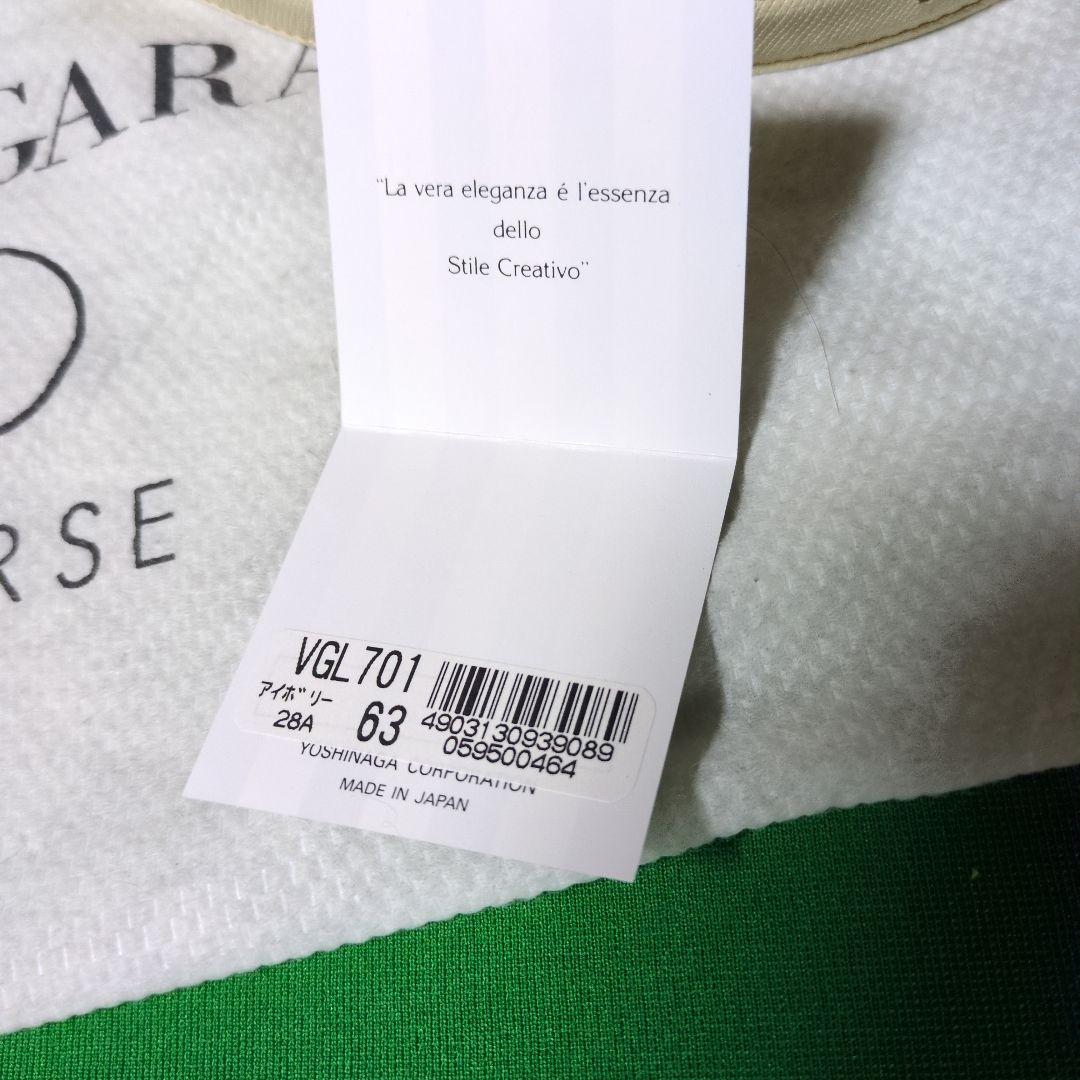 GARA
RSE
“La vera eleganza é l'essenza
dello
Stile Creativo”
VGL701
アイボリー
28A 63
4903130939089
059500464
YOSHINAGA CORPORATION
MADE IN JAPAN